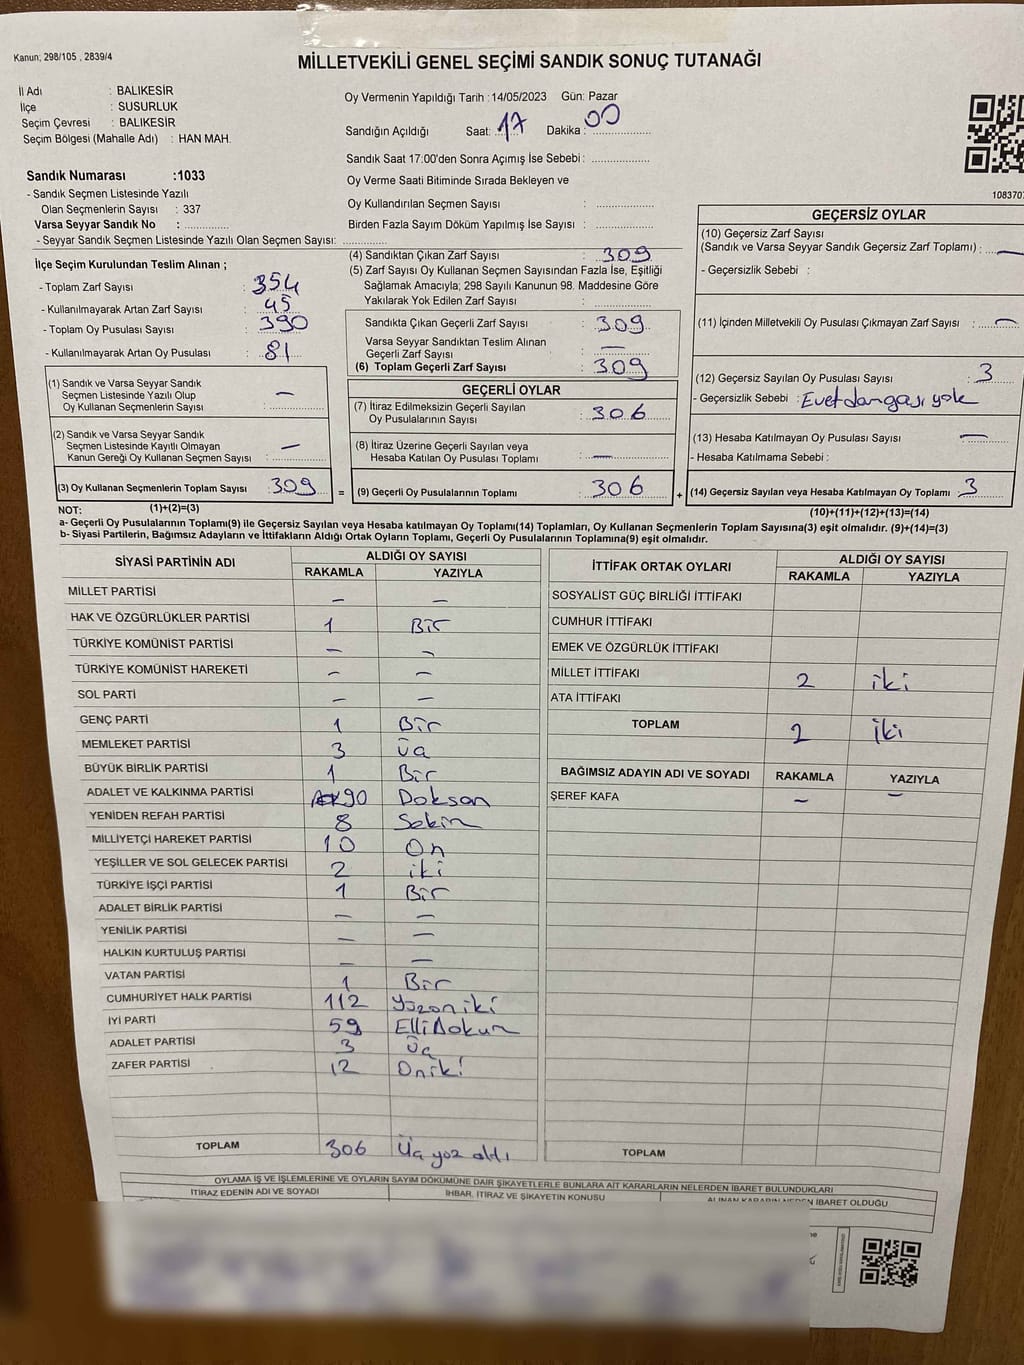 Kanun; 298/105 , 2839/4
MİLLETVEKİLİ GENEL SEÇİMİ SANDIK SONUÇ TUTANAĞI
İl Adı : BALIKESİR
İlçe : SUSURLUK
Seçim Çevresi : BALIKESİR
Seçim Bölgesi (Mahalle Adı) : HAN MAH.
Sandık Numarası :1033
- Sandık Seçmen Listesinde Yazılı
Olan Seçmenlerin Sayısı : 337
Varsa Seyyar Sandık No :
- Seyyar Sandık Seçmen Listesinde Yazılı Olan Seçmen Sayısı:
Oy Vermenin Yapıldığı Tarih :14/05/2023 Gün: Pazar
Sandığın Açıldığı Saat: 17 Dakika : 00
Sandık Saat 17:00'den Sonra Açımış İse Sebebi :
Oy Verme Saati Bitiminde Sırada Bekleyen ve
Oy Kullandırılan Seçmen Sayısı :
Birden Fazla Sayım Döküm Yapılmış İse Sayısı :
108370
İlçe Seçim Kurulundan Teslim Alınan ;
- Toplam Zarf Sayısı : 354
- Kullanılmayarak Artan Zarf Sayısı : 45
- Toplam Oy Pusulası Sayısı : 390
- Kullanılmayarak Artan Oy Pusulası : 81
(4) Sandıktan Çıkan Zarf Sayısı : 309
(5) Zarf Sayısı Oy Kullanan Seçmen Sayısından Fazla İse, Eşitliği
Sağlamak Amacıyla; 298 Sayılı Kanunun 98. Maddesine Göre
Yakılarak Yok Edilen Zarf Sayısı :
Sandıkta Çıkan Geçerli Zarf Sayısı : 309
Varsa Seyyar Sandıktan Teslim Alınan
Geçerli Zarf Sayısı : —
(6) Toplam Geçerli Zarf Sayısı : 309
GEÇERSİZ OYLAR
(10) Geçersiz Zarf Sayısı
(Sandık ve Varsa Seyyar Sandık Geçersiz Zarf Toplamı) : —
- Geçersizlik Sebebi :
(11) İçinden Milletvekili Oy Pusulası Çıkmayan Zarf Sayısı : —
(12) Geçersiz Sayılan Oy Pusulası Sayısı : 3
- Geçersizlik Sebebi : Evet damgası yok
(13) Hesaba Katılmayan Oy Pusulası Sayısı : —
- Hesaba Katılmama Sebebi :
(1) Sandık ve Varsa Seyyar Sandık
Seçmen Listesinde Yazılı Olup
Oy Kullanan Seçmenlerin Sayısı : —
(2) Sandık ve Varsa Seyyar Sandık
Seçmen Listesinde Kayıtlı Olmayan
Kanun Gereği Oy Kullanan Seçmen Sayısı : —
GEÇERLİ OYLAR
(7) İtiraz Edilmeksizin Geçerli Sayılan
Oy Pusulalarının Sayısı : 306
(8) İtiraz Üzerine Geçerli Sayılan veya
Hesaba Katılan Oy Pusulası Toplamı : —
(3) Oy Kullanan Seçmenlerin Toplam Sayısı : 309 = (9) Geçerli Oy Pusulalarının Toplamı : 306 + (14) Geçersiz Sayılan veya Hesaba Katılmayan Oy Toplamı : 3
NOT: (1)+(2)=(3) (10)+(11)+(12)+(13)=(14)
a- Geçerli Oy Pusulalarının Toplamı(9) ile Geçersiz Sayılan veya Hesaba katılmayan Oy Toplamı(14) Toplamları, Oy Kullanan Seçmenlerin Toplam Sayısına(3) eşit olmalıdır. (9)+(14)=(3)
b- Siyasi Partilerin, Bağımsız Adayların ve İttifakların Aldığı Ortak Oyların Toplamı, Geçerli Oy Pusulalarının Toplamına(9) eşit olmalıdır.
SİYASİ PARTİNİN ADI ALDIĞI OY SAYISI
RAKAMLA YAZIYLA
MİLLET PARTİSİ — —
HAK VE ÖZGÜRLÜKLER PARTİSİ 1 Bir
TÜRKİYE KOMÜNİST PARTİSİ — —
TÜRKİYE KOMÜNİST HAREKETİ — —
SOL PARTİ — —
GENÇ PARTİ 1 Bir
MEMLEKET PARTİSİ 3 Üç
BÜYÜK BİRLİK PARTİSİ 1 Bir
ADALET VE KALKINMA PARTİSİ 90 Doksan
YENİDEN REFAH PARTİSİ 8 Sekiz
MİLLİYETÇİ HAREKET PARTİSİ 10 On
YEŞİLLER VE SOL GELECEK PARTİSİ 2 iki
TÜRKİYE İŞÇİ PARTİSİ 1 Bir
ADALET BİRLİK PARTİSİ — —
YENİLİK PARTİSİ — —
HALKIN KURTULUŞ PARTİSİ — —
VATAN PARTİSİ 1 Bir
CUMHURİYET HALK PARTİSİ 112 Yüzoniki
İYİ PARTİ 59 Elli Dokuz
ADALET PARTİSİ 3 Üç
ZAFER PARTİSİ 12 Oniki
TOPLAM 306 Üç yüz altı
İTTİFAK ORTAK OYLARI ALDIĞI OY SAYISI
RAKAMLA YAZIYLA
SOSYALİST GÜÇ BİRLİĞİ İTTİFAKI
CUMHUR İTTİFAKI
EMEK VE ÖZGÜRLÜK İTTİFAKI
MİLLET İTTİFAKI 2 iki
ATA İTTİFAKI
TOPLAM 2 iki
BAĞIMSIZ ADAYIN ADI VE SOYADI RAKAMLA YAZIYLA
ŞEREF KAFA — —
TOPLAM
OYLAMA İŞ VE İŞLEMLERİNE VE OYLARIN SAYIM DÖKÜMÜNE DAİR ŞİKAYETLERLE BUNLARA AİT KARARLARIN NELERDEN İBARET BULUNDUKLARI
İTİRAZ EDENİN ADI VE SOYADI İHBAR, İTİRAZ VE ŞİKAYETİN KONUSU ALINAN KARARIN NEDEN İBARET OLDUĞU